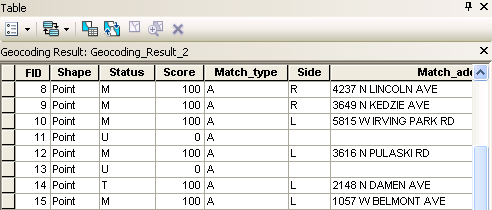 Table
Geocoding Result: Geocoding_Result_2
FID Shape Status Score Match_type Side Match_add
8 Point M 100 A R 4237 N LINCOLN AVE
9 Point M 100 A R 3649 N KEDZIE AVE
10 Point M 100 A L 5815 W IRVING PARK RD
11 Point U 0 A
12 Point M 100 A L 3616 N PULASKI RD
13 Point U 0 A
14 Point T 100 A L 2148 N DAMEN AVE
15 Point M 100 A L 1057 W BELMONT AVE